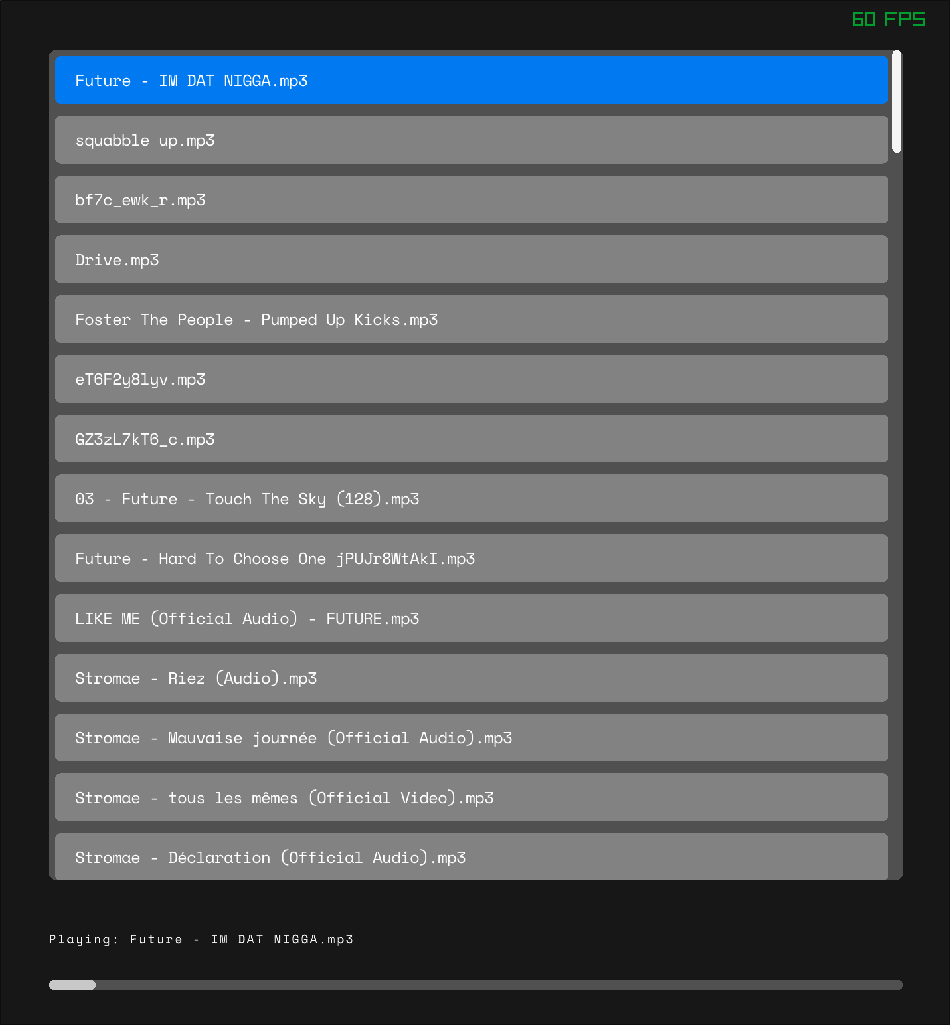 60 FPS
Future - IM DAT NIGGA.mp3
squabble up.mp3
bf7c_ewk_r.mp3
Drive.mp3
Foster The People - Pumped Up Kicks.mp3
eT6F2y8lyv.mp3
GZ3zL7kT6_c.mp3
03 - Future - Touch The Sky (128).mp3
Future - Hard To Choose One jPUJr8WtAkI.mp3
LIKE ME (Official Audio) - FUTURE.mp3
Stromae - Riez (Audio).mp3
Stromae - Mauvaise journée (Official Audio).mp3
Stromae - tous les mêmes (Official Video).mp3
Stromae - Déclaration (Official Audio).mp3
Playing: Future - IM DAT NIGGA.mp3